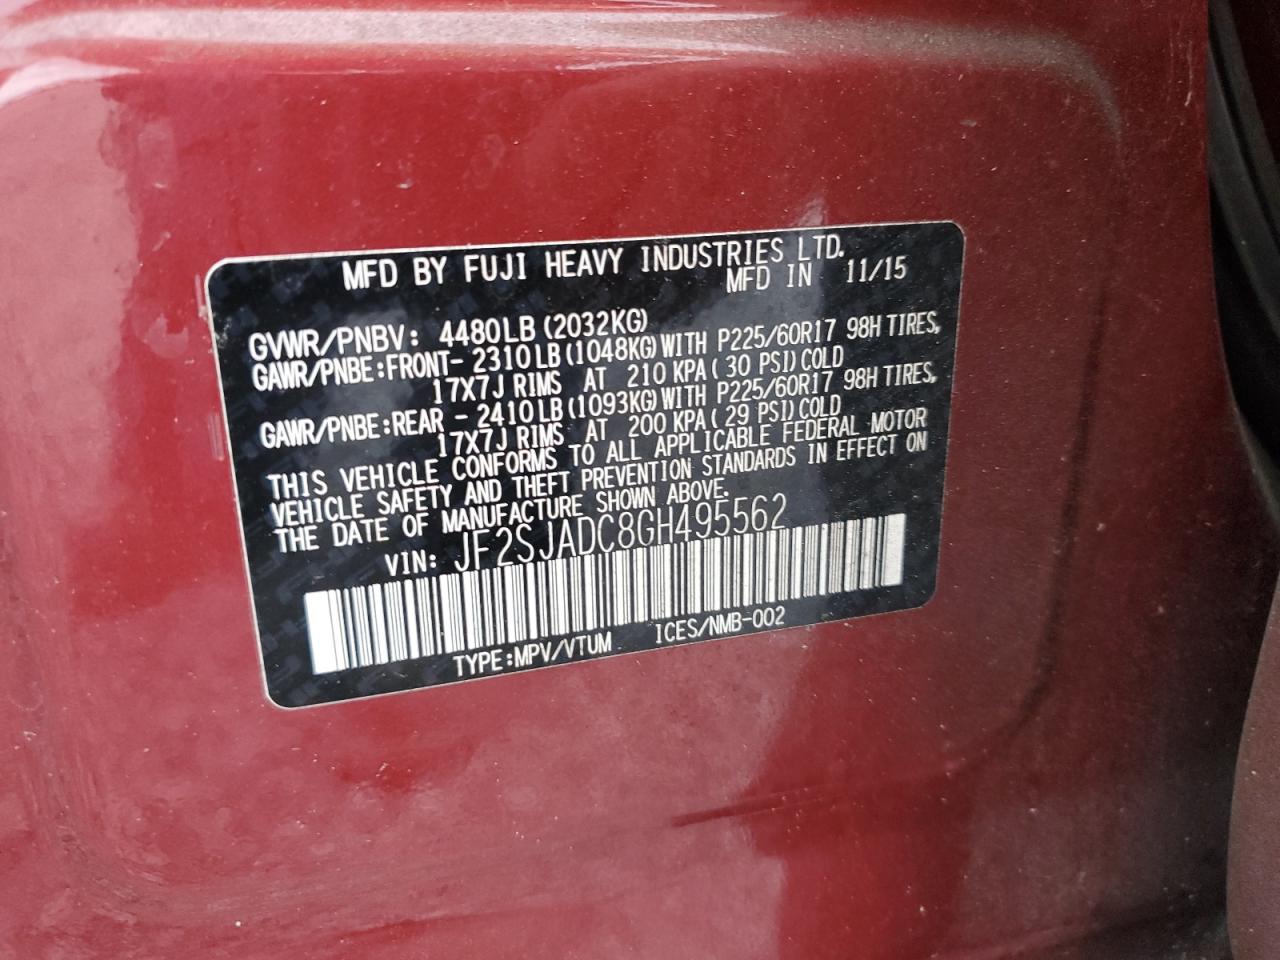 MFD BY FUJI HEAVY INDUSTRIES LTD.
MFD IN 11/15
GVWR/PNBV: 4480LB (2032KG)
GAWR/PNBE:FRONT- 2310LB (1048KG) WITH P225/60R17 98H TIRES,
17X7J RIMS AT 210 KPA ( 30 PSI) COLD
GAWR/PNBE:REAR - 2410LB (1093KG) WITH P225/60R17 98H TIRES,
17X7J RIMS AT 200 KPA ( 29 PSI) COLD
THIS VEHICLE CONFORMS TO ALL APPLICABLE FEDERAL MOTOR
VEHICLE SAFETY AND THEFT PREVENTION STANDARDS IN EFFECT ON
THE DATE OF MANUFACTURE SHOWN ABOVE.
VIN: JF2SJADC8GH495562
TYPE:MPV/VTUM ICES/NMB-002